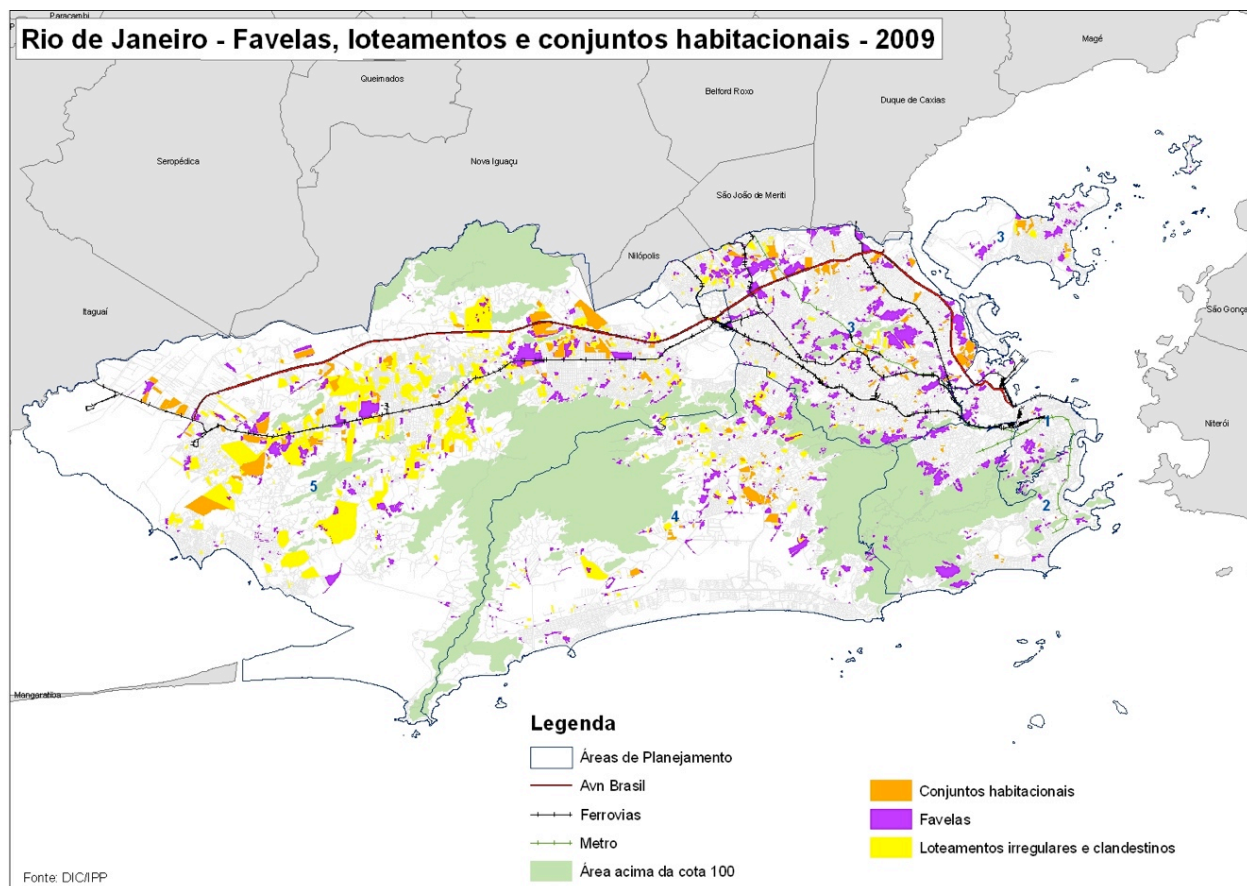 Paracambi
Rio de Janeiro - Favelas, loteamentos e conjuntos habitacionais - 2009
Magé
Queimados
Belford Roxo
Duque de Caxias
Seropédica
Nova Iguaçu
São João de Meriti
3
Nilópolis
Itaguaí
São Gonça
3
1
Niterói
5
2
4
Mangaratiba
Legenda
Áreas de Planejamento
Avn Brasil
Ferrovias
Metro
Área acima da cota 100
Conjuntos habitacionais
Favelas
Loteamentos irregulares e clandestinos
Fonte: DIC/IPP